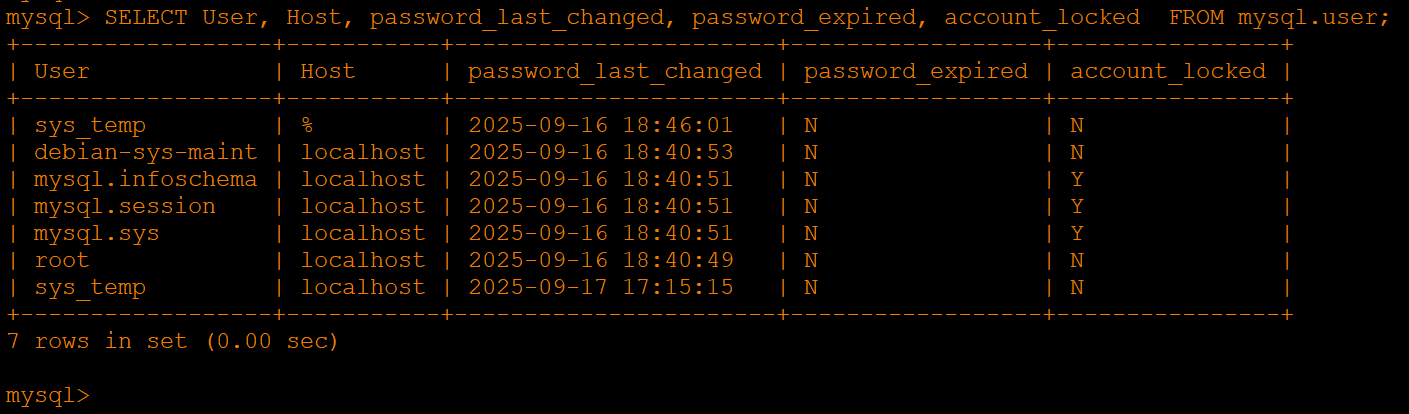 mysql> SELECT User, Host, password_last_changed, password_expired, account_locked  FROM mysql.user;
+------------------+-----------+-----------------------+------------------+----------------+
| User             | Host      | password_last_changed | password_expired | account_locked |
+------------------+-----------+-----------------------+------------------+----------------+
| sys_temp         | %         | 2025-09-16 18:46:01   | N                | N              |
| debian-sys-maint | localhost | 2025-09-16 18:40:53   | N                | N              |
| mysql.infoschema | localhost | 2025-09-16 18:40:51   | N                | Y              |
| mysql.session    | localhost | 2025-09-16 18:40:51   | N                | Y              |
| mysql.sys        | localhost | 2025-09-16 18:40:51   | N                | Y              |
| root             | localhost | 2025-09-16 18:40:49   | N                | N              |
| sys_temp         | localhost | 2025-09-17 17:15:15   | N                | N              |
+------------------+-----------+-----------------------+------------------+----------------+
7 rows in set (0.00 sec)
mysql>